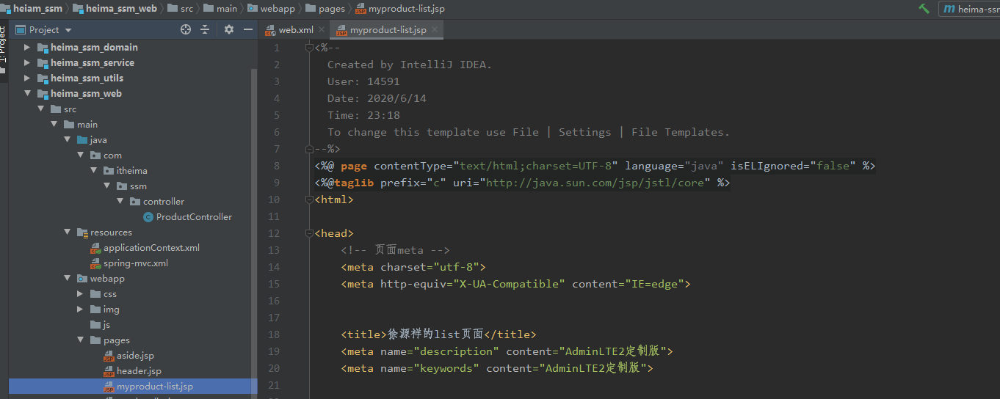 heiam_ssm heima_ssm_web src main webapp pages myproduct-list.jsp heima-ssm
1: Project
Project
web.xml myproduct-list.jsp
heima_ssm_domain
heima_ssm_service
heima_ssm_utils
heima_ssm_web
src
main
java
com
itheima
ssm
controller
ProductController
resources
applicationContext.xml
spring-mvc.xml
webapp
css
img
js
pages
aside.jsp
header.jsp
myproduct-list.jsp
1 <%--
2 Created by IntelliJ IDEA.
3 User: 14591
4 Date: 2020/6/14
5 Time: 23:18
6 To change this template use File | Settings | File Templates.
7 --%>
8 <%@ page contentType="text/html;charset=UTF-8" language="java" isELIgnored="false" %>
9 <%@taglib prefix="c" uri="http://java.sun.com/jsp/jstl/core" %>
10 <html>
11
12 <head>
13 <!-- 页面meta -->
14 <meta charset="utf-8">
15 <meta http-equiv="X-UA-Compatible" content="IE=edge">
16
17
18 <title>徐源祥的list页面</title>
19 <meta name="description" content="AdminLTE2定制版">
20 <meta name="keywords" content="AdminLTE2定制版">
21